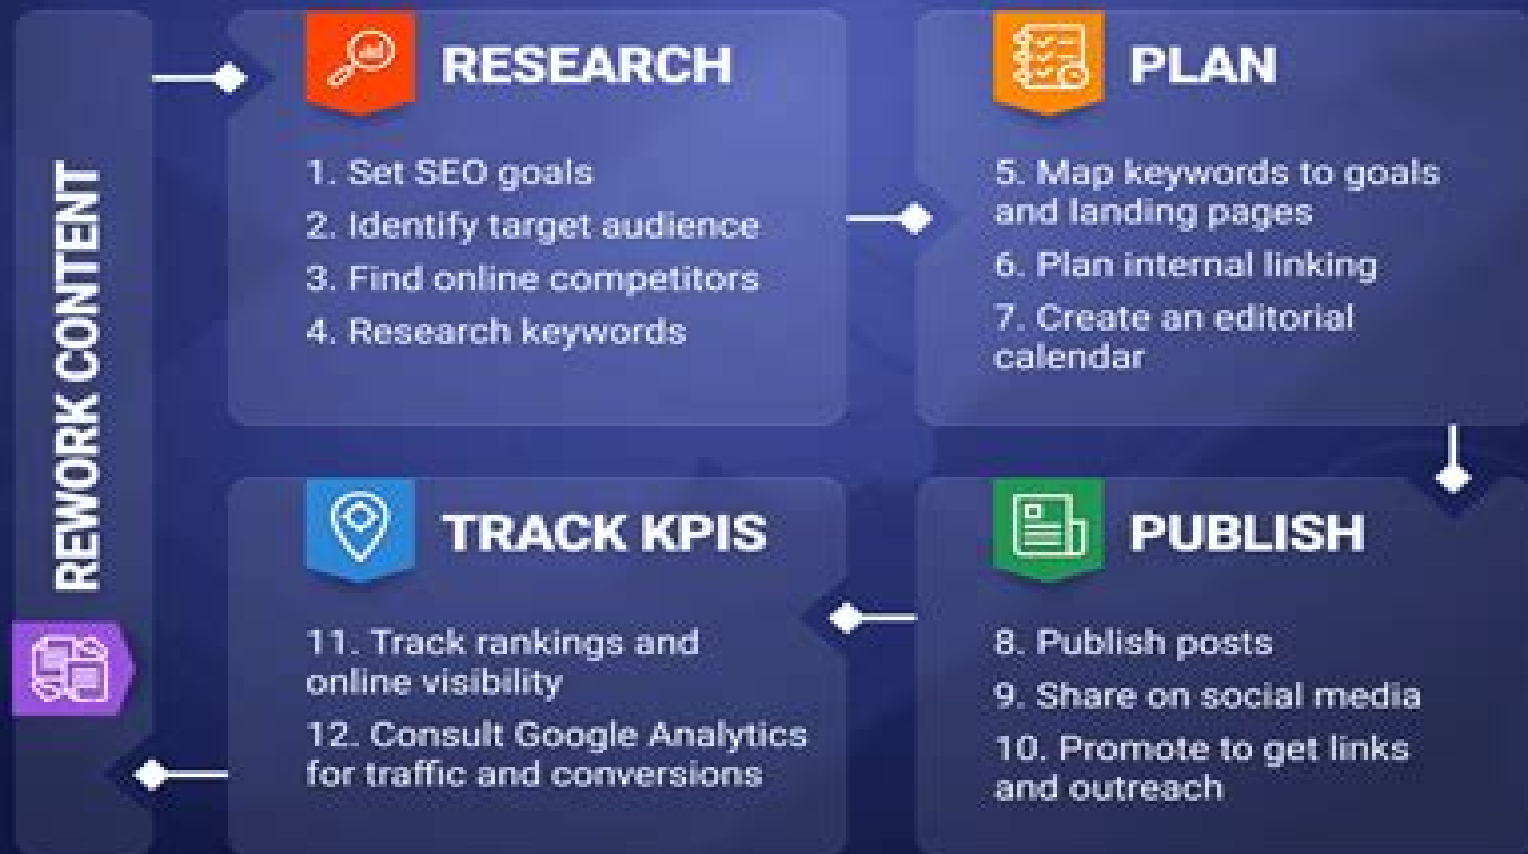 REWORK CONTENT
RESEARCH
1. Set SEO goals
2. Identify target audience
3. Find online competitors
4. Research keywords
PLAN
5. Map keywords to goals
and landing pages
6. Plan internal linking
7. Create an editorial
calendar
PUBLISH
8. Publish posts
9. Share on social media
10. Promote to get links
and outreach
TRACK KPIS
11. Track rankings and
online visibility
12. Consult Google Analytics
for traffic and conversions